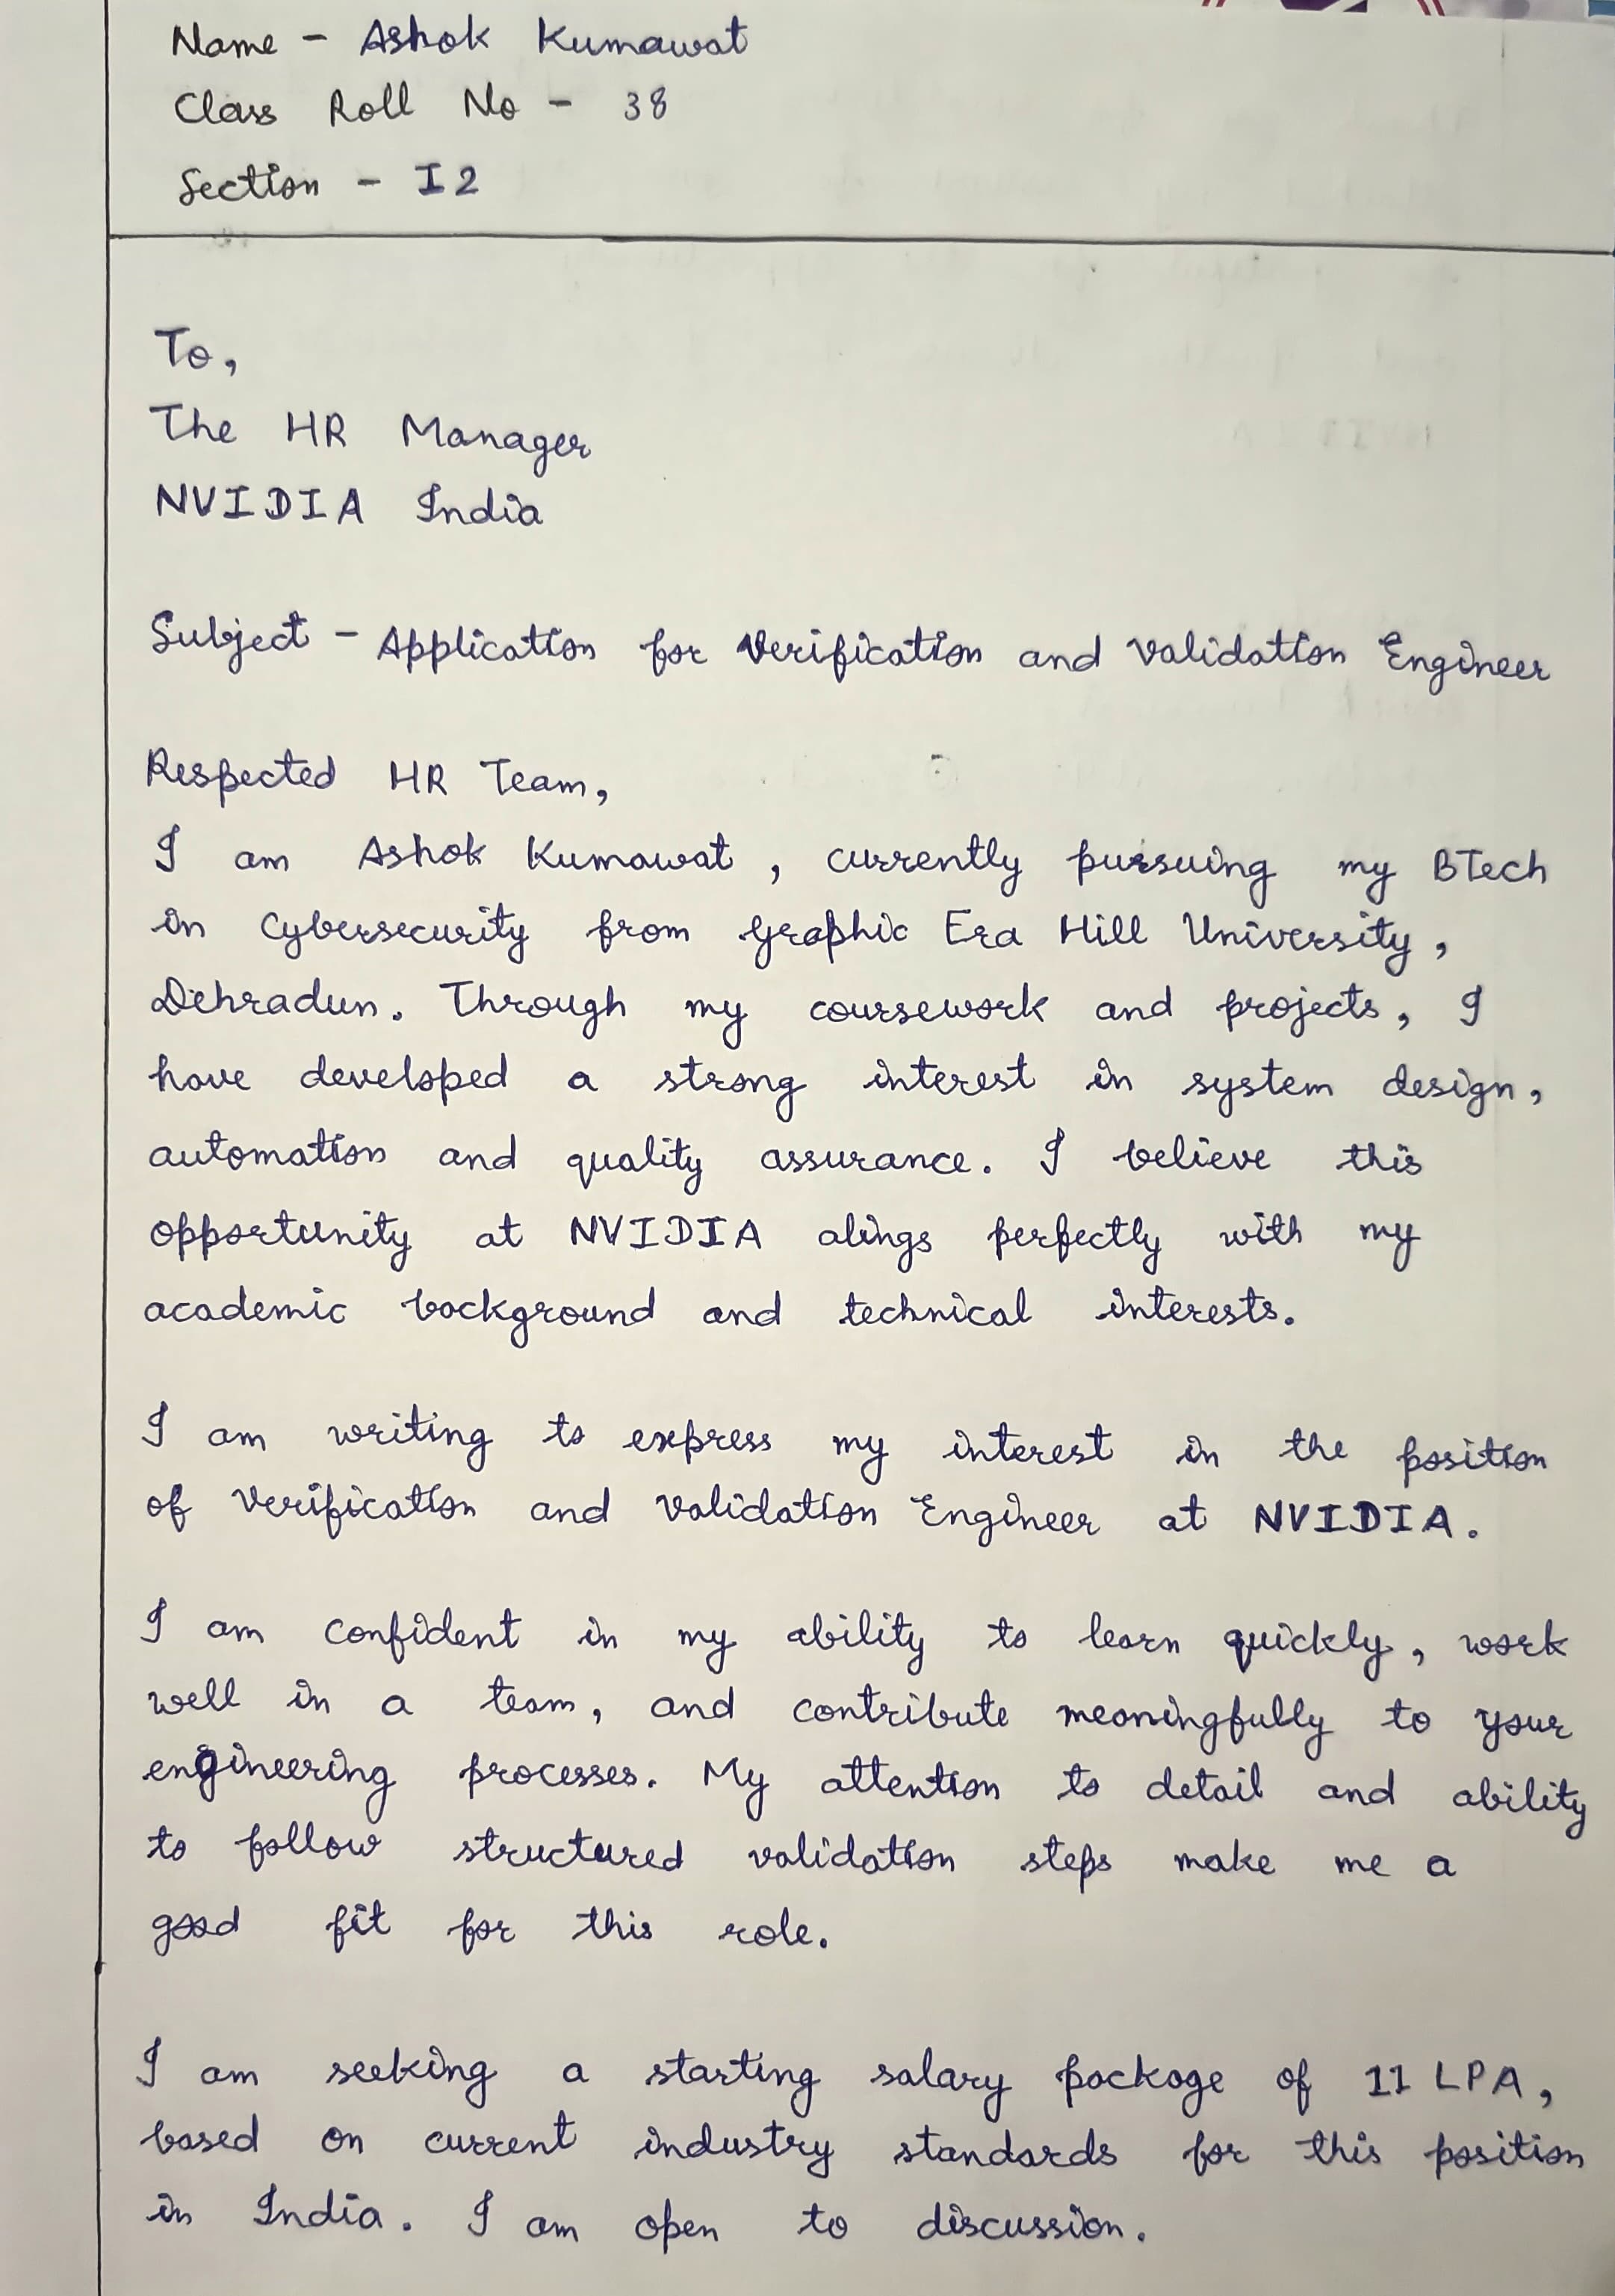 Name - Ashok Kumawat
Class Roll No - 38
Section - I2
To,
The HR Manager
NVIDIA India
Subject - Application for Verification and Validation Engineer
Respected HR Team,
I am Ashok Kumawat, currently pursuing my BTech
in Cybersecurity from Graphic Era Hill University,
Dehradun. Through my coursework and projects, I
have developed a strong interest in system design,
automation and quality assurance. I believe this
opportunity at NVIDIA alings perfectly with my
academic background and technical interests.
I am writing to express my interest in the position
of Verification and Validation Engineer at NVIDIA.
I am confident in my ability to learn quickly, work
well in a team, and contribute meaningfully to your
engineering processes. My attention to detail and ability
to follow structured validation steps make me a
good fit for this role.
I am seeking a starting salary package of 11 LPA,
based on current industry standards for this position
in India. I am open to discussion.